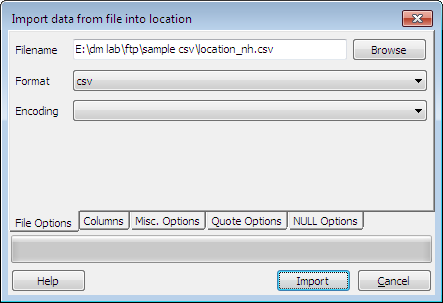 Import data from file into location
Filename E:\dm lab\ftp\sample csv\location_nh.csv Browse
Format csv
Encoding
File Options Columns Misc. Options Quote Options NULL Options
Help Import Cancel